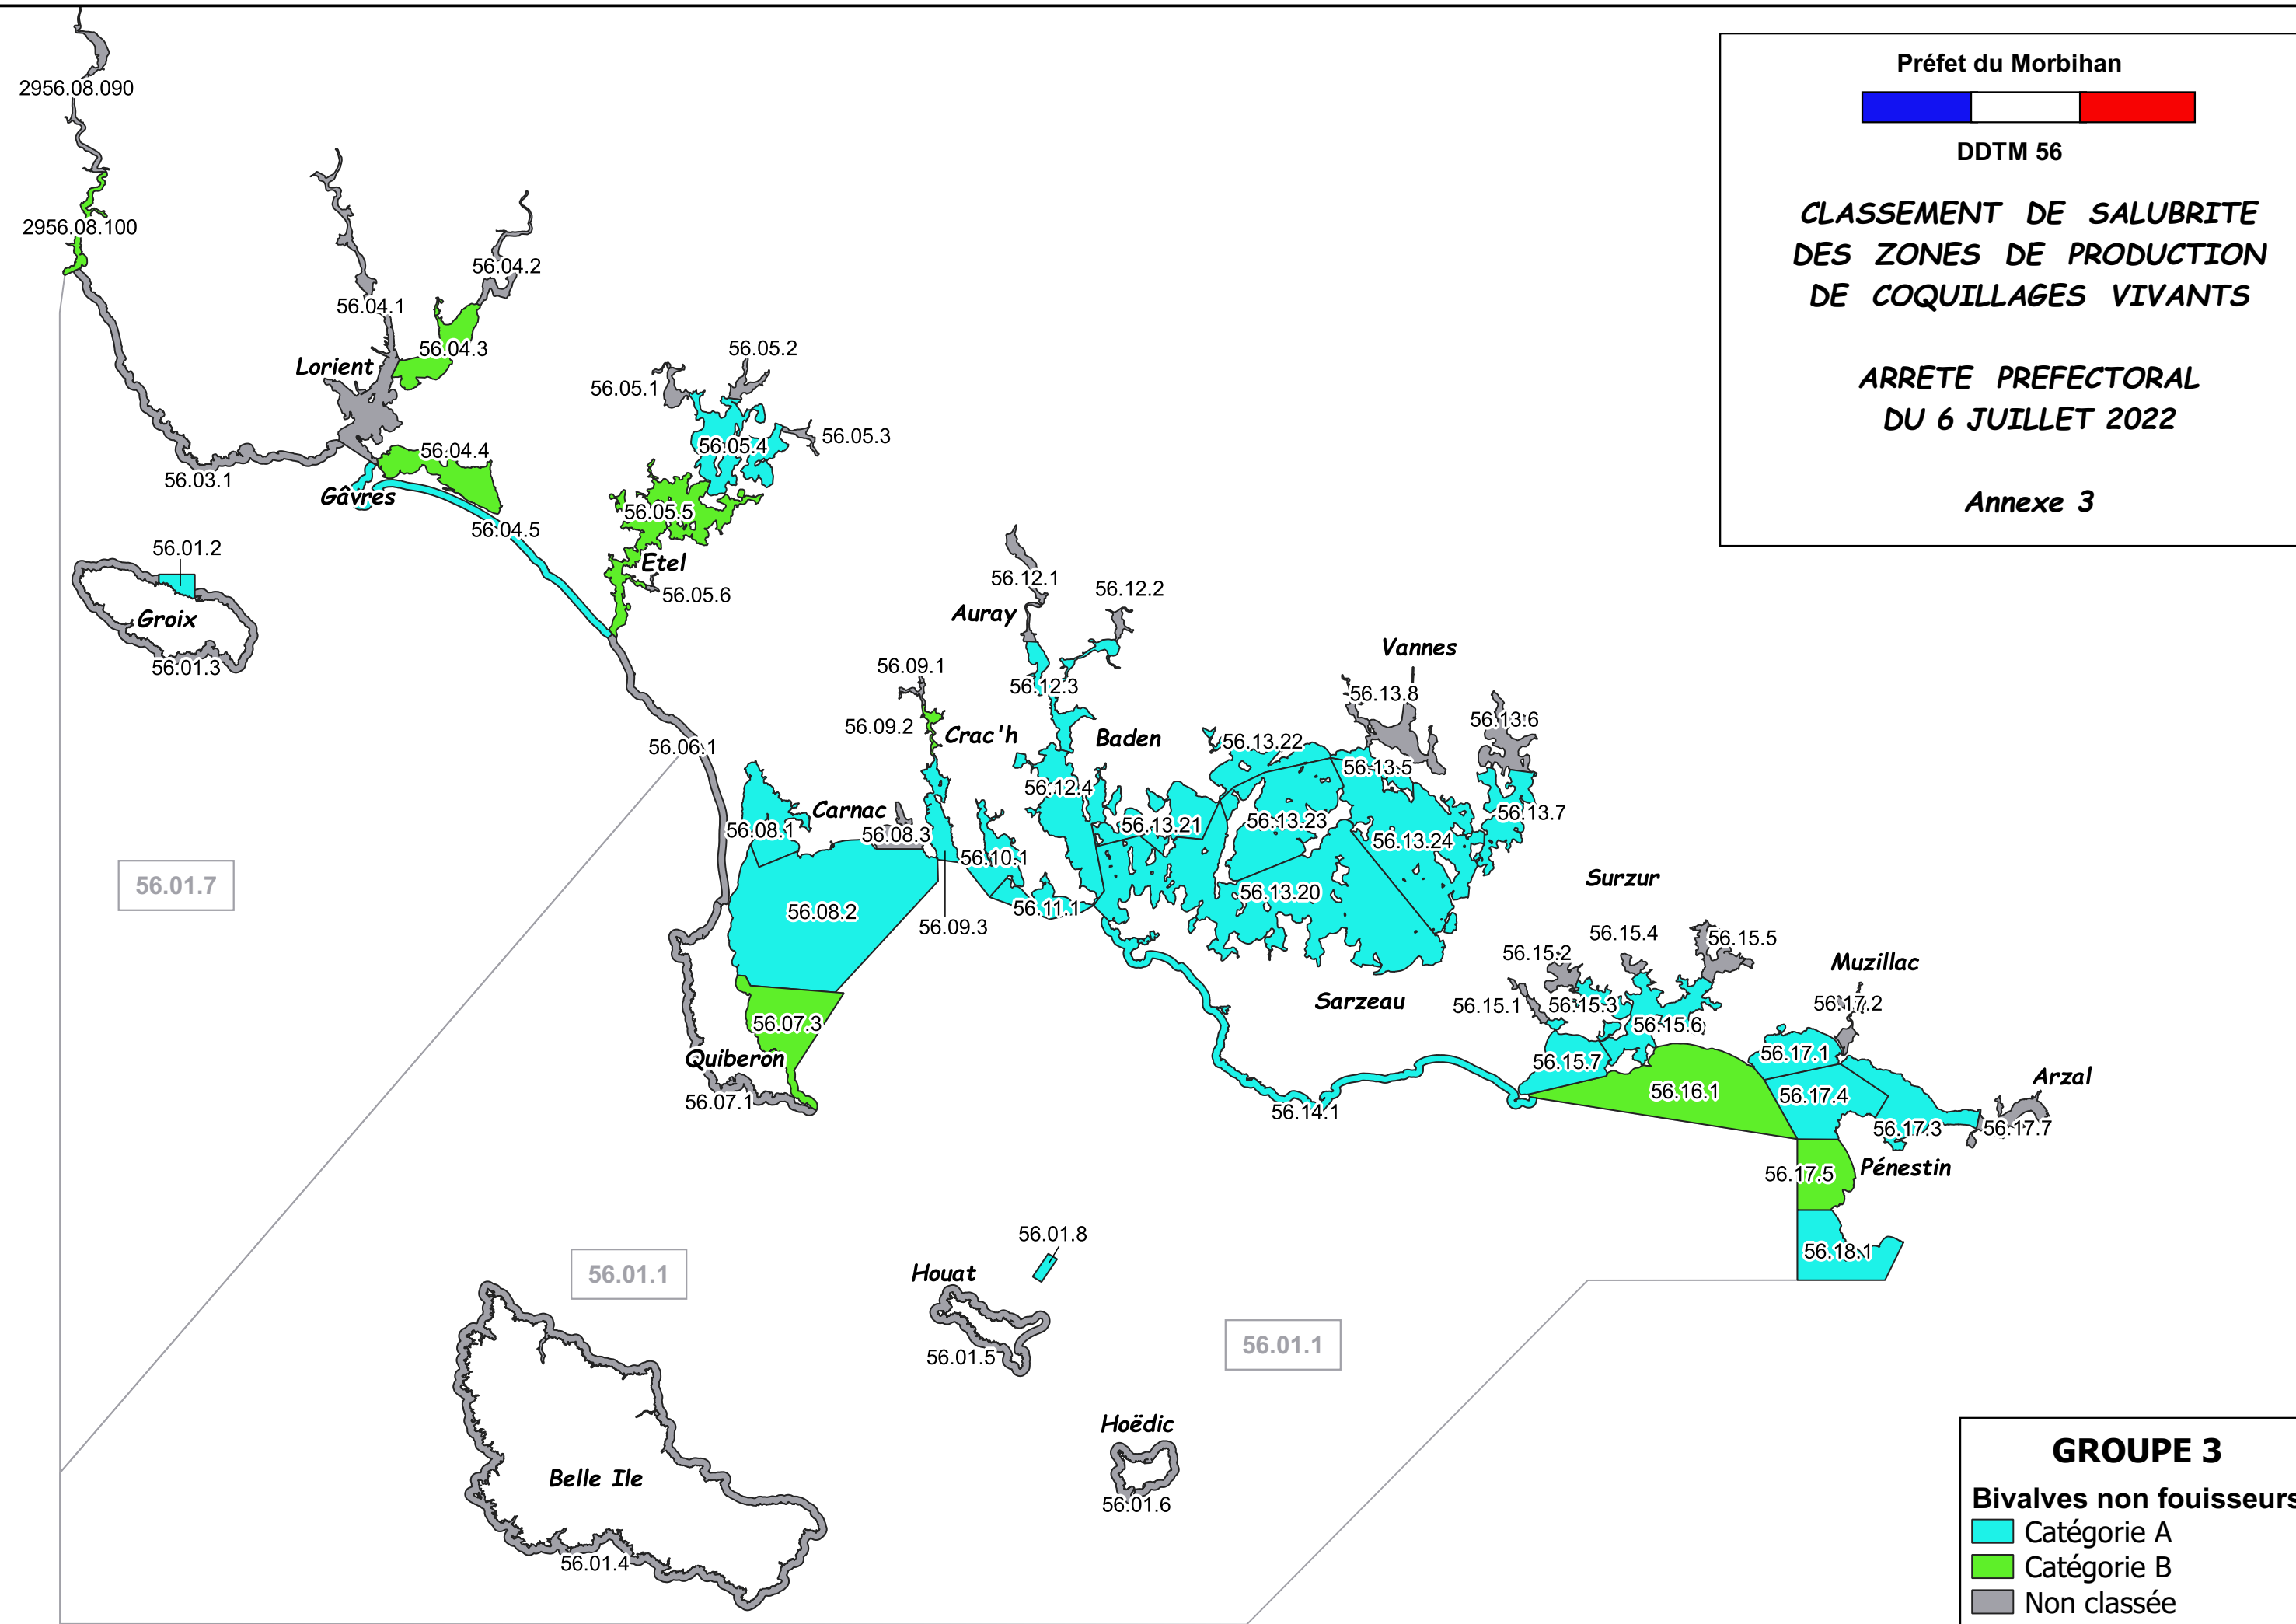 Préfet du Morbihan
DDTM 56
CLASSEMENT DE SALUBRITE
DES ZONES DE PRODUCTION
DE COQUILLAGES VIVANTS
ARRETE PREFECTORAL
DU 6 JUILLET 2022
Annexe 3
2956.08.090
2956.08.100
56.04.2
56.04.1
56.04.3
Lorient
56.05.2
56.05.1
56.05.3
56.05.4
56.04.4
56.03.1
Gâvres
56.05.5
56.04.5
56.01.2
Etel
56.05.6
Groix
56.01.3
56.12.1
56.12.2
Auray
Vannes
56.09.1
56.12.3
56.13.8
56.09.2
Crac'h
Baden
56.13.22
56.13.6
56.06.1
56.13.5
56.12.4
Carnac
56.08.1
56.08.3
56.13.21
56.13.23
56.13.7
56.13.24
56.10.1
Surzur
56.01.7
56.08.2
56.11.1
56.13.20
56.09.3
56.15.4
56.15.5
56.15.2
Muzillac
56.15.1
56.15.3
Sarzeau
56.17.2
56.07.3
56.15.6
Quiberon
56.15.7
56.17.1
Arzal
56.07.1
56.14.1
56.16.1
56.17.4
56.17.3
56.17.7
56.17.5
Pénestin
56.01.8
56.18.1
56.01.1
Houat
56.01.5
56.01.1
Hoëdic
56.01.6
Belle Ile
56.01.4
GROUPE 3
Bivalves non fouisseurs
Catégorie A
Catégorie B
Non classée